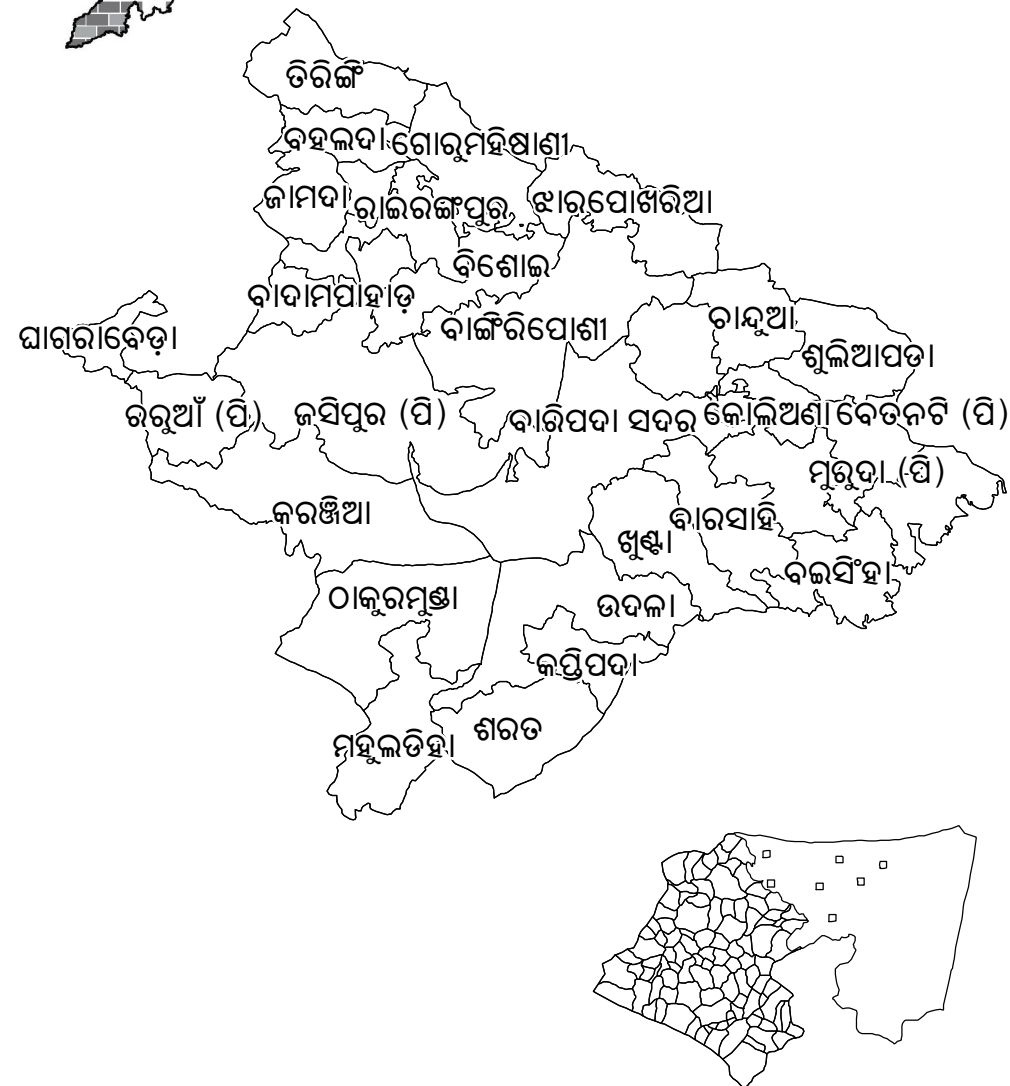 ତିରିଙ୍ଗି
ବହଲଦା ଗୋରୁମହିଷାଣୀ
ଜାମଦା ରାଇରଙ୍ଗପୁର ଝାରପୋଖରିଆ
ବିଶୋଇ
ବାଦାମପାହାଡ଼
ବାଙ୍ଗିରିପୋଶୀ ଚାନ୍ଦୁଆ
ଘାଗରାବେଡ଼ା
ଶୁଲିଆପଡା
ରରୁଆଁ (ପି) ଜସିପୁର (ପି) ବାରିପଦା ସଦର କୋଲିଅଣା ବେତନଟି (ପି)
ମୁରୁଦା (ପି)
କରଞ୍ଜିଆ ବାରସାହି
ଖୁଣ୍ଟା
ବଇସିଂହା
ଠାକୁରମୁଣ୍ଡା ଉଦଳା
କପ୍ତିପଦା
ମହୁଲଡିହା ଶରତ